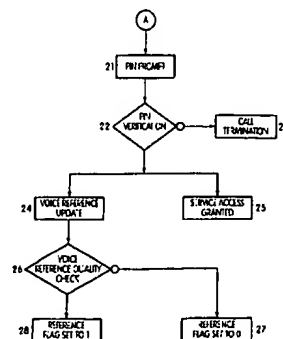 A
21
PIN
22
PIN
VERIFICATION
CALL
TERMINATION
2
24
VOICE REFERENCE
UPDATE
SERVICE ACCESS
GRANTED
25
26
VOICE
REFERENCE QUALITY
CHECK
28
REFERENCE
FLAG SET TO 1
REFERENCE
FLAG SET TO 0
27